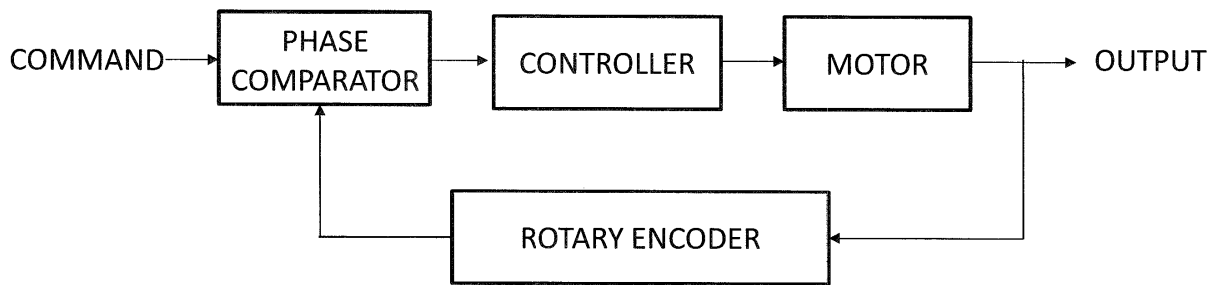 COMMAND
PHASE
COMPARATOR
CONTROLLER
MOTOR
OUTPUT
ROTARY ENCODER